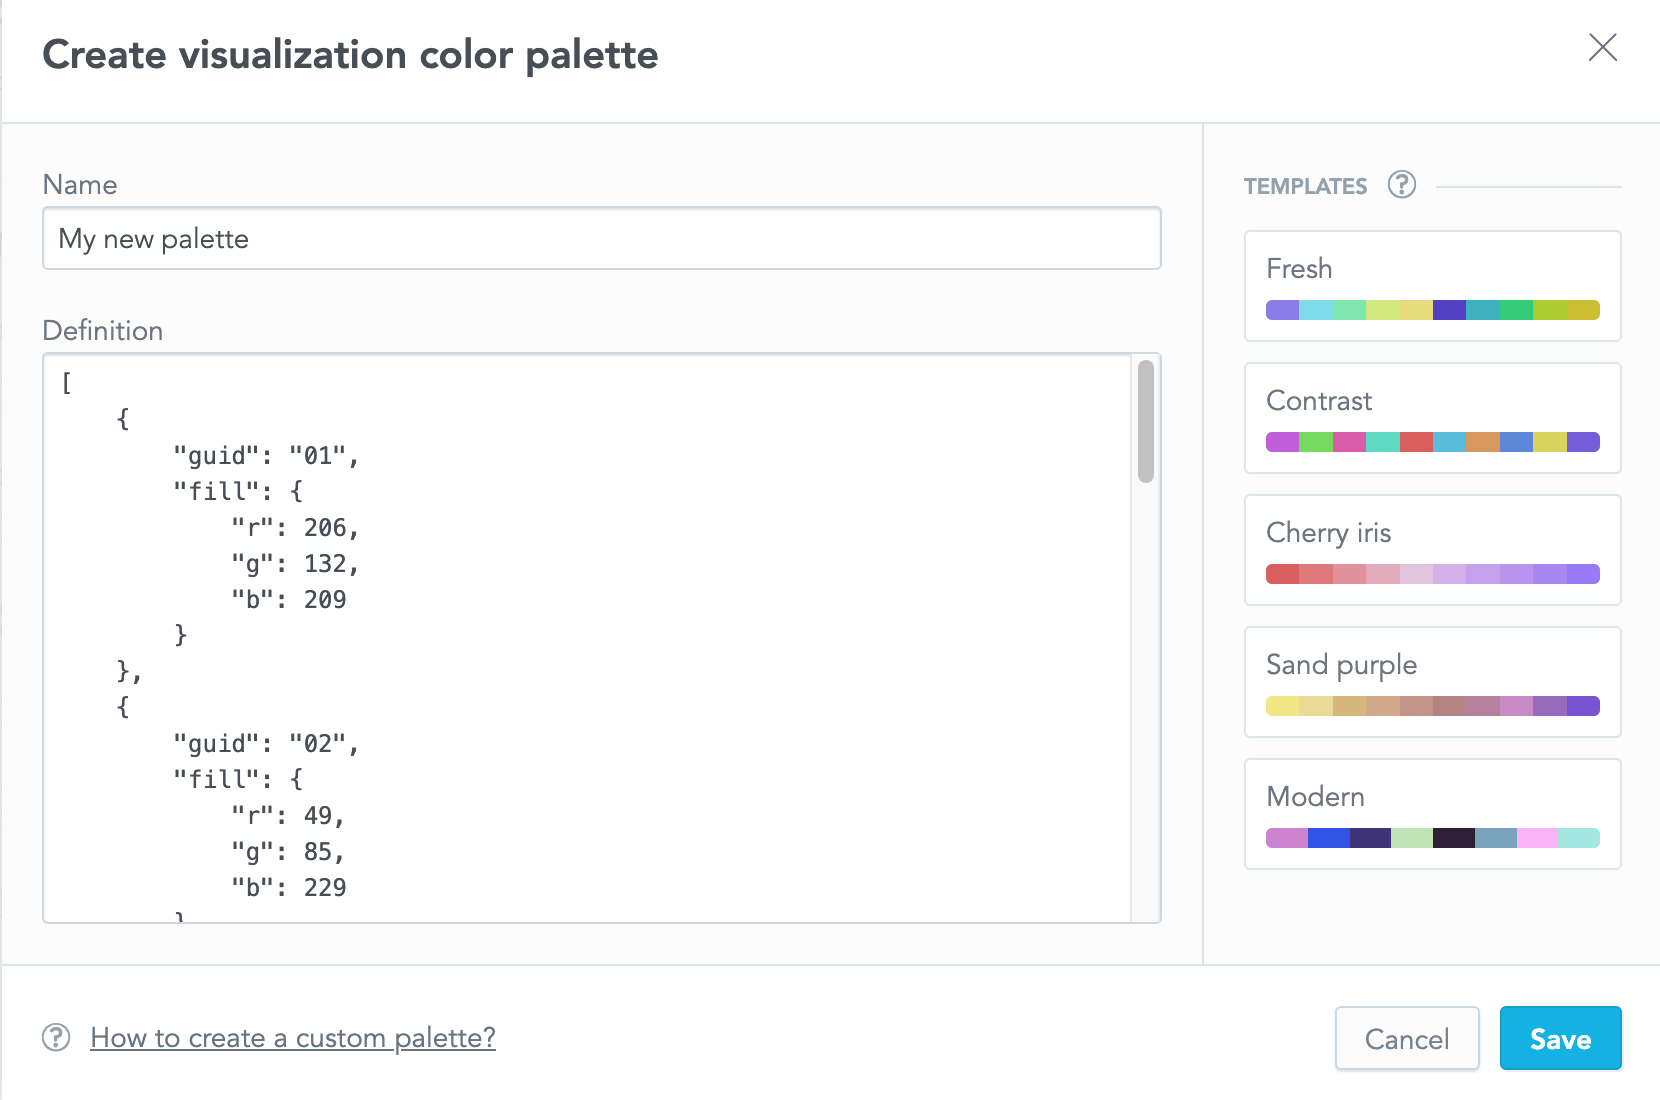 Create visualization color palette
Name
My new palette
Definition
[
    {
        "guid": "01",
        "fill": {
            "r": 206,
            "g": 132,
            "b": 209
        }
    },
    {
        "guid": "02",
        "fill": {
            "r": 49,
            "g": 85,
            "b": 229
        }
TEMPLATES ?
Fresh
Contrast
Cherry iris
Sand purple
Modern
? How to create a custom palette?
Cancel
Save